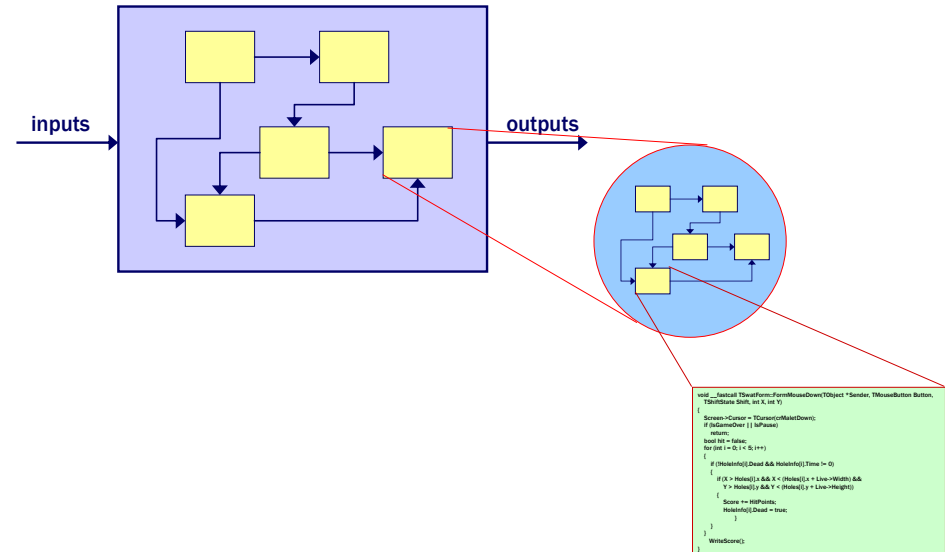 inputs
outputs
void __fastcall TSwatForm::FormMouseDown(TObject *Sender, TMouseButton Button,
TShiftState Shift, int X, int Y)
{
Screen->Cursor = TCursor(crMaletDown);
if (IsGameOver || IsPause)
return;
bool hit = false;
for (int i = 0; i < 5; i++)
{
if (!HoleInfo[i].Dead && HoleInfo[i].Time != 0)
{
if (X > Holes[i].x && X < (Holes[i].x + Live->Width) &&
Y > Holes[i].y && Y < (Holes[i].y + Live->Height))
{
Score += HitPoints;
HoleInfo[i].Dead = true;
}
}
}
WriteScore();
}